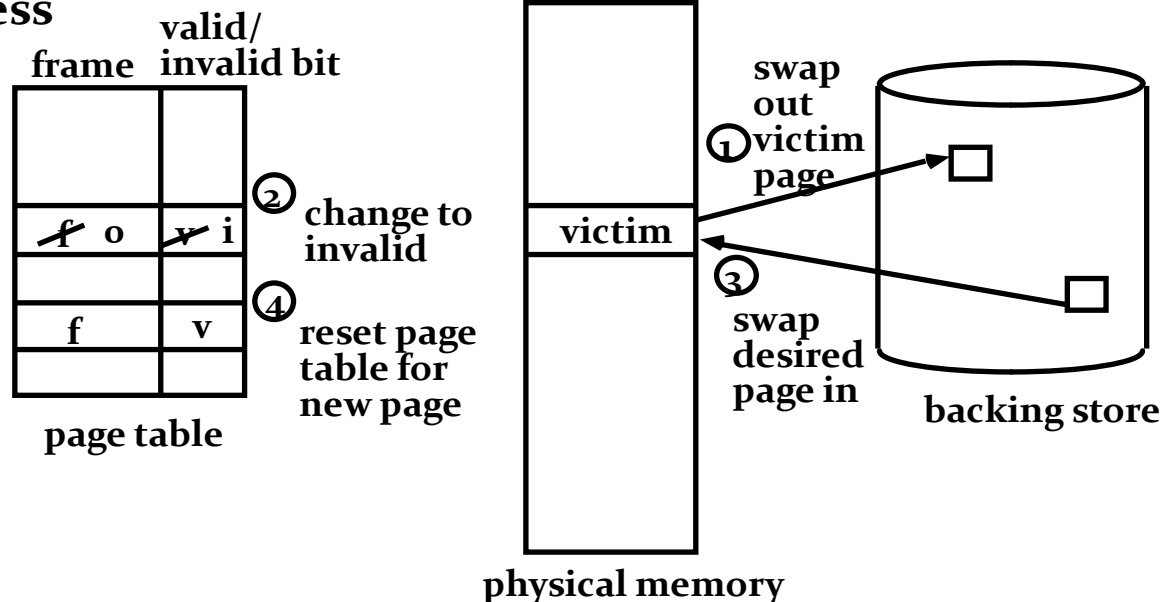 ess
valid/
frame invalid bit
2
change to
invalid
f o v i
4
f v
reset page
table for
new page
page table
victim
physical memory
1
swap
out
victim
page
3
swap
desired
page in
backing store